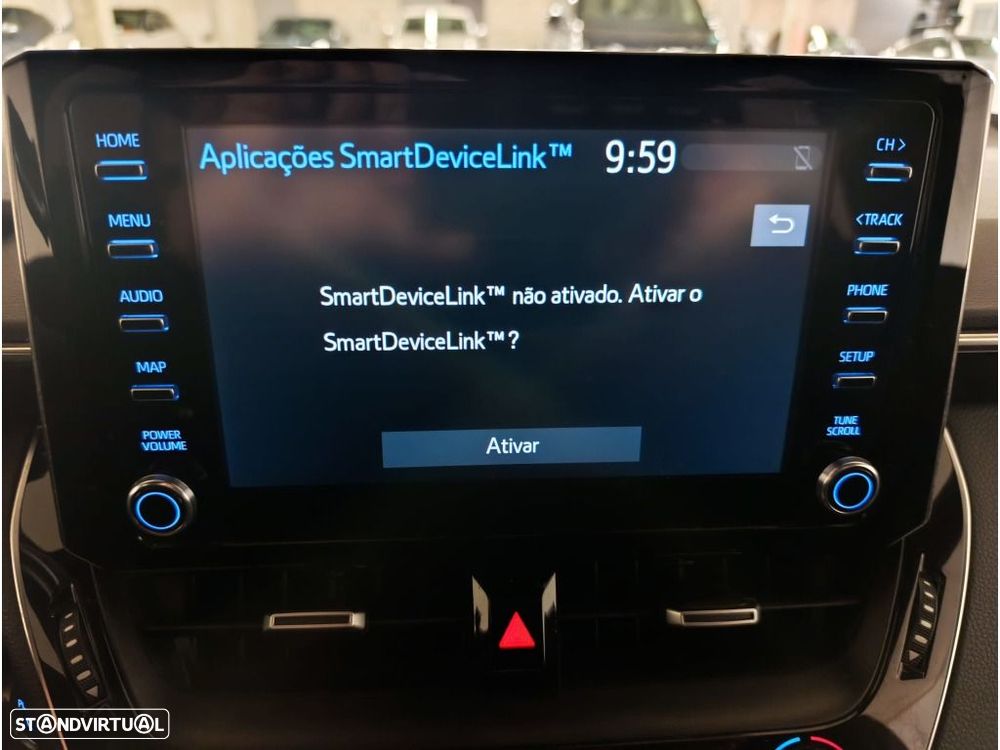 HOME
MENU
AUDIO
MAP
POWER
VOLUME
Aplicações SmartDeviceLink™ 9:59
SmartDeviceLink™ não ativado. Ativar o
SmartDeviceLink™ ?
Ativar
CH >
< TRACK
PHONE
SETUP
TUNE
SCROLL
STANDVIRTUAL